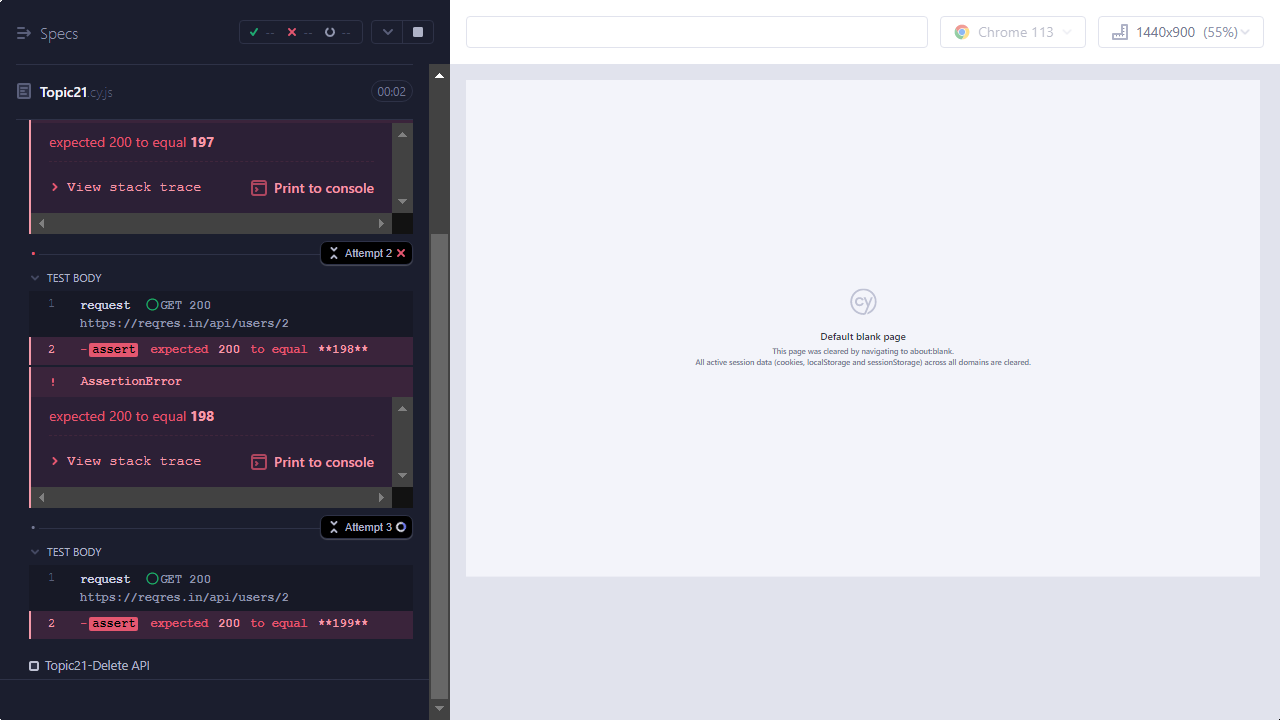 Specs
-- -- --
Chrome 113
1440x900 (55%)
Topic21.cy.js
00:02
expected 200 to equal 197
View stack trace
Print to console
Attempt 2
TEST BODY
1 request GET 200
https://reqres.in/api/users/2
2 -assert expected 200 to equal **198**
! AssertionError
expected 200 to equal 198
View stack trace
Print to console
Attempt 3
TEST BODY
1 request GET 200
https://reqres.in/api/users/2
2 -assert expected 200 to equal **199**
Topic21-Delete API
cy
Default blank page
This page was cleared by navigating to about:blank.
All active session data (cookies, localStorage and sessionStorage) across all domains are cleared.